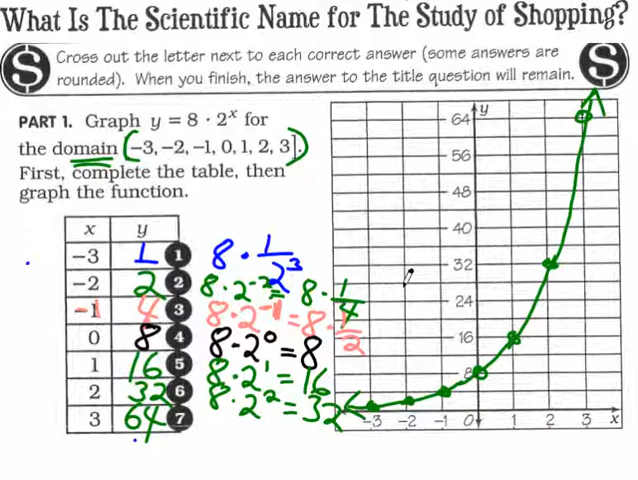 What Is The Scientific Name for The Study of Shopping?
S Cross out the letter next to each correct answer (some answers are S
rounded). When you finish, the answer to the title question will remain.
PART 1. Graph y = 8 · 2ˣ for
the domain {-3, -2, -1, 0, 1, 2, 3}.
First, complete the table, then
graph the function.
x y
-3 1 1 8 · 1/2³
-2 2 2 8 · 2⁻² = 8 · 1/4
-1 4 3 8 · 2⁻¹ = 8 · 1/2
0 8 4 8 · 2⁰ = 8
1 16 5 8 · 2¹ = 16
2 32 6 8 · 2² = 32
3 64 7
y
64
56
48
40
32
24
16
8
-3 -2 -1 0 1 2 3 x